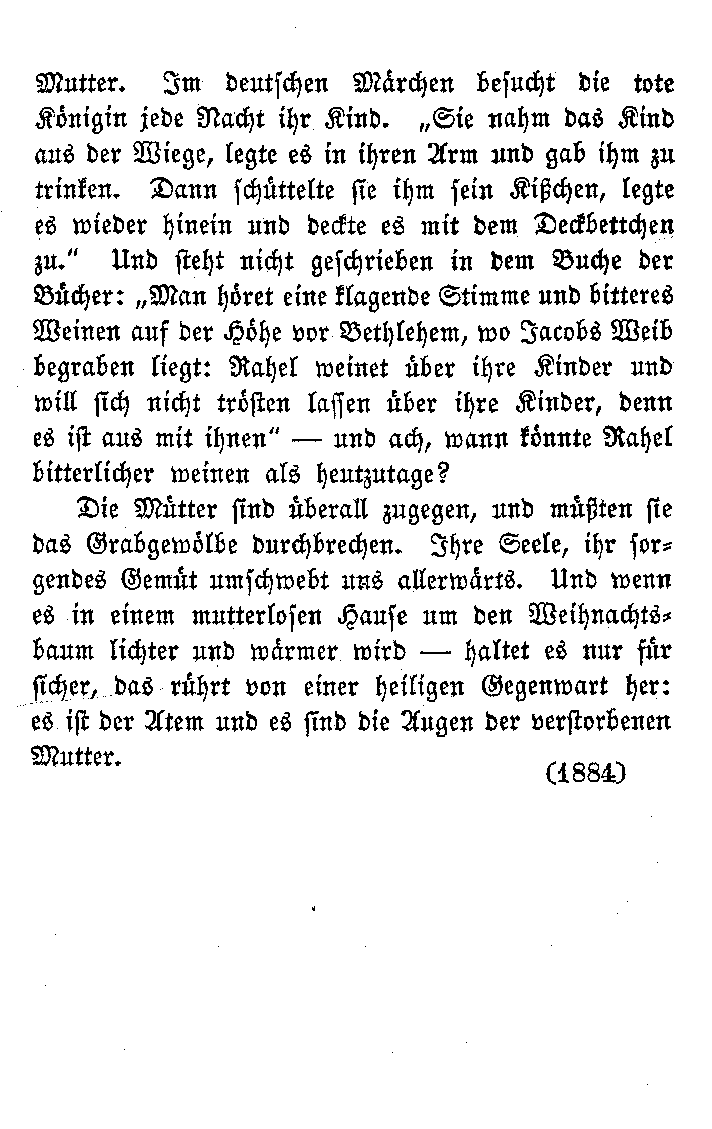 Mutter. Im deutschen Märchen besucht die tote
Königin jede Nacht ihr Kind. „Sie nahm das Kind
aus der Wiege, legte es in ihren Arm und gab ihm zu
trinken. Dann schüttelte sie ihm sein Kißchen, legte
es wieder hinein und deckte es mit dem Deckbettchen
zu.“ Und steht nicht geschrieben in dem Buche der
Bücher: „Man höret eine klagende Stimme und bitteres
Weinen auf der Höhe vor Bethlehem, wo Jacobs Weib
begraben liegt: Rahel weinet über ihre Kinder und
will sich nicht trösten lassen über ihre Kinder, denn
es ist aus mit ihnen“ — und ach, wann könnte Rahel
bitterlicher weinen als heutzutage?
Die Mütter sind überall zugegen, und müßten sie
das Grabgewölbe durchbrechen. Ihre Seele, ihr sor-
gendes Gemüt umschwebt uns allerwärts. Und wenn
es in einem mutterlosen Hause um den Weihnachts-
baum lichter und wärmer wird — haltet es nur für
sicher, das rührt von einer heiligen Gegenwart her:
es ist der Atem und es sind die Augen der verstorbenen
Mutter.
(1884)